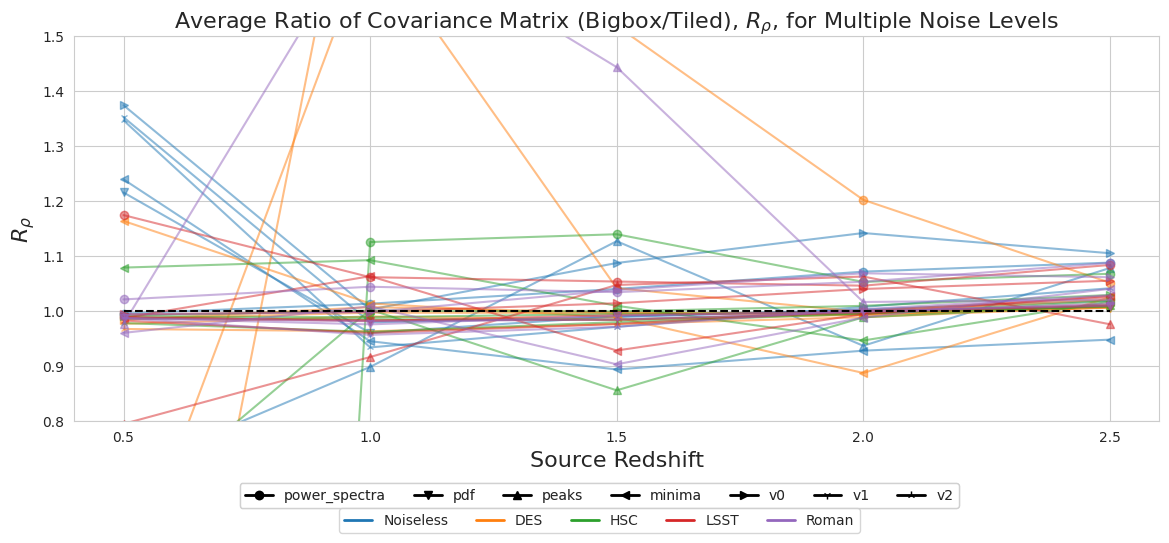 Average Ratio of Covariance Matrix (Bigbox/Tiled), Rρ, for Multiple Noise Levels
1.5
1.4
1.3
1.2
1.1
1.0
0.9
0.8
Rρ
0.5 1.0 1.5 2.0 2.5
Source Redshift
power_spectra pdf peaks minima v0 v1 v2
Noiseless DES HSC LSST Roman